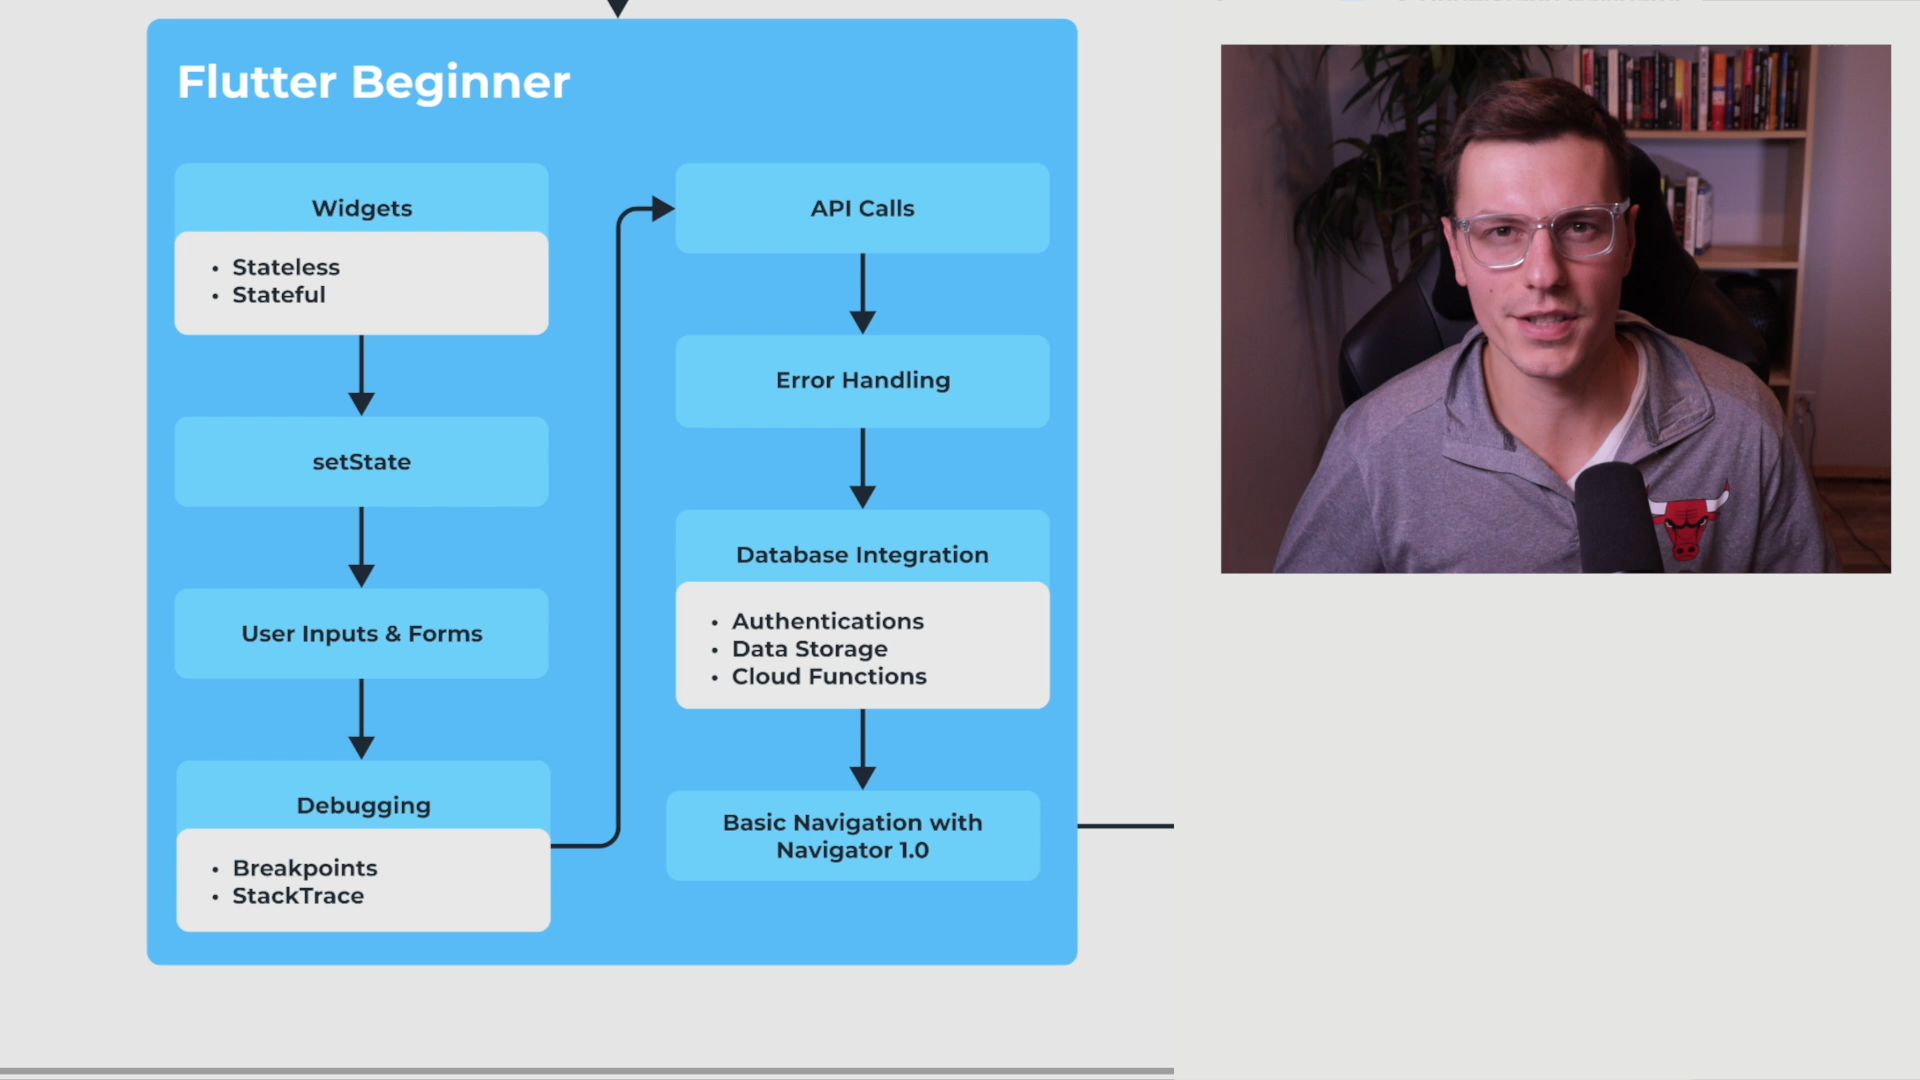 Flutter Beginner
Widgets
• Stateless
• Stateful
setState
User Inputs & Forms
Debugging
• Breakpoints
• StackTrace
API Calls
Error Handling
Database Integration
• Authentications
• Data Storage
• Cloud Functions
Basic Navigation with
Navigator 1.0